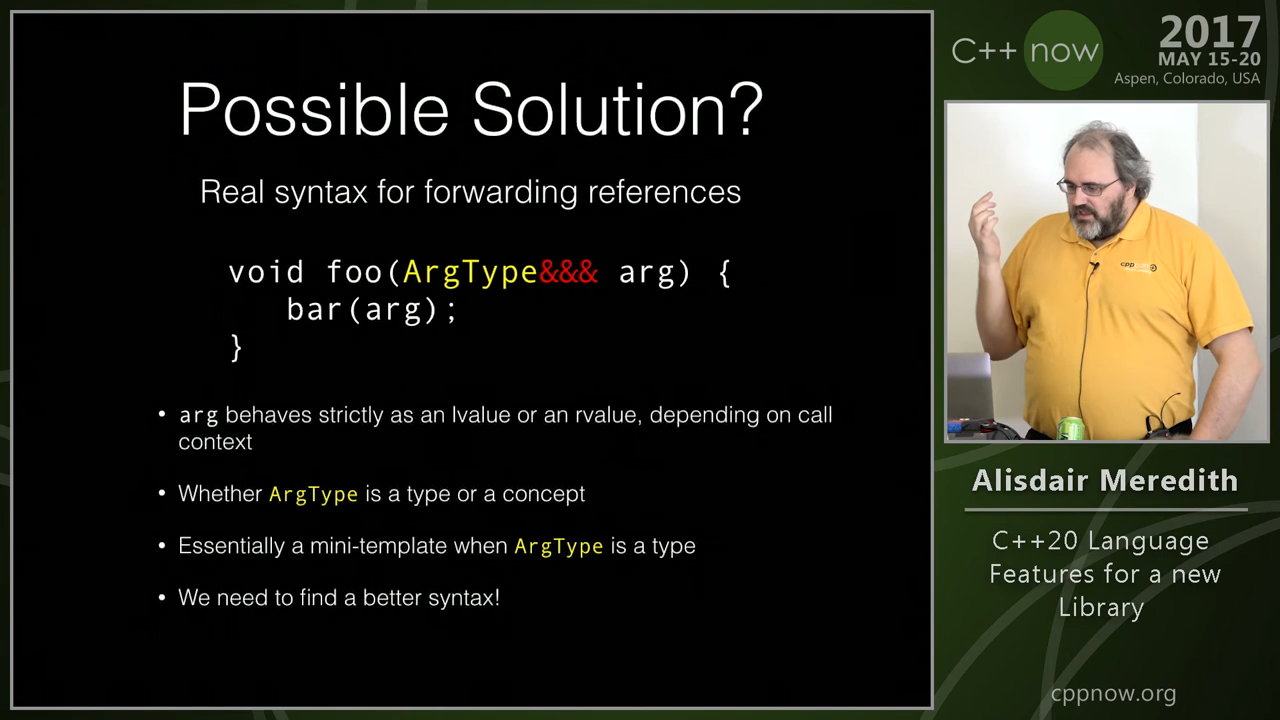 Possible Solution?
Real syntax for forwarding references
void foo(ArgType&&& arg) {
bar(arg);
}
• arg behaves strictly as an lvalue or an rvalue, depending on call
context
• Whether ArgType is a type or a concept
• Essentially a mini-template when ArgType is a type
• We need to find a better syntax!
C++ now
2017
MAY 15-20
Aspen, Colorado, USA
Alisdair Meredith
C++20 Language
Features for a new
Library
cppnow.org